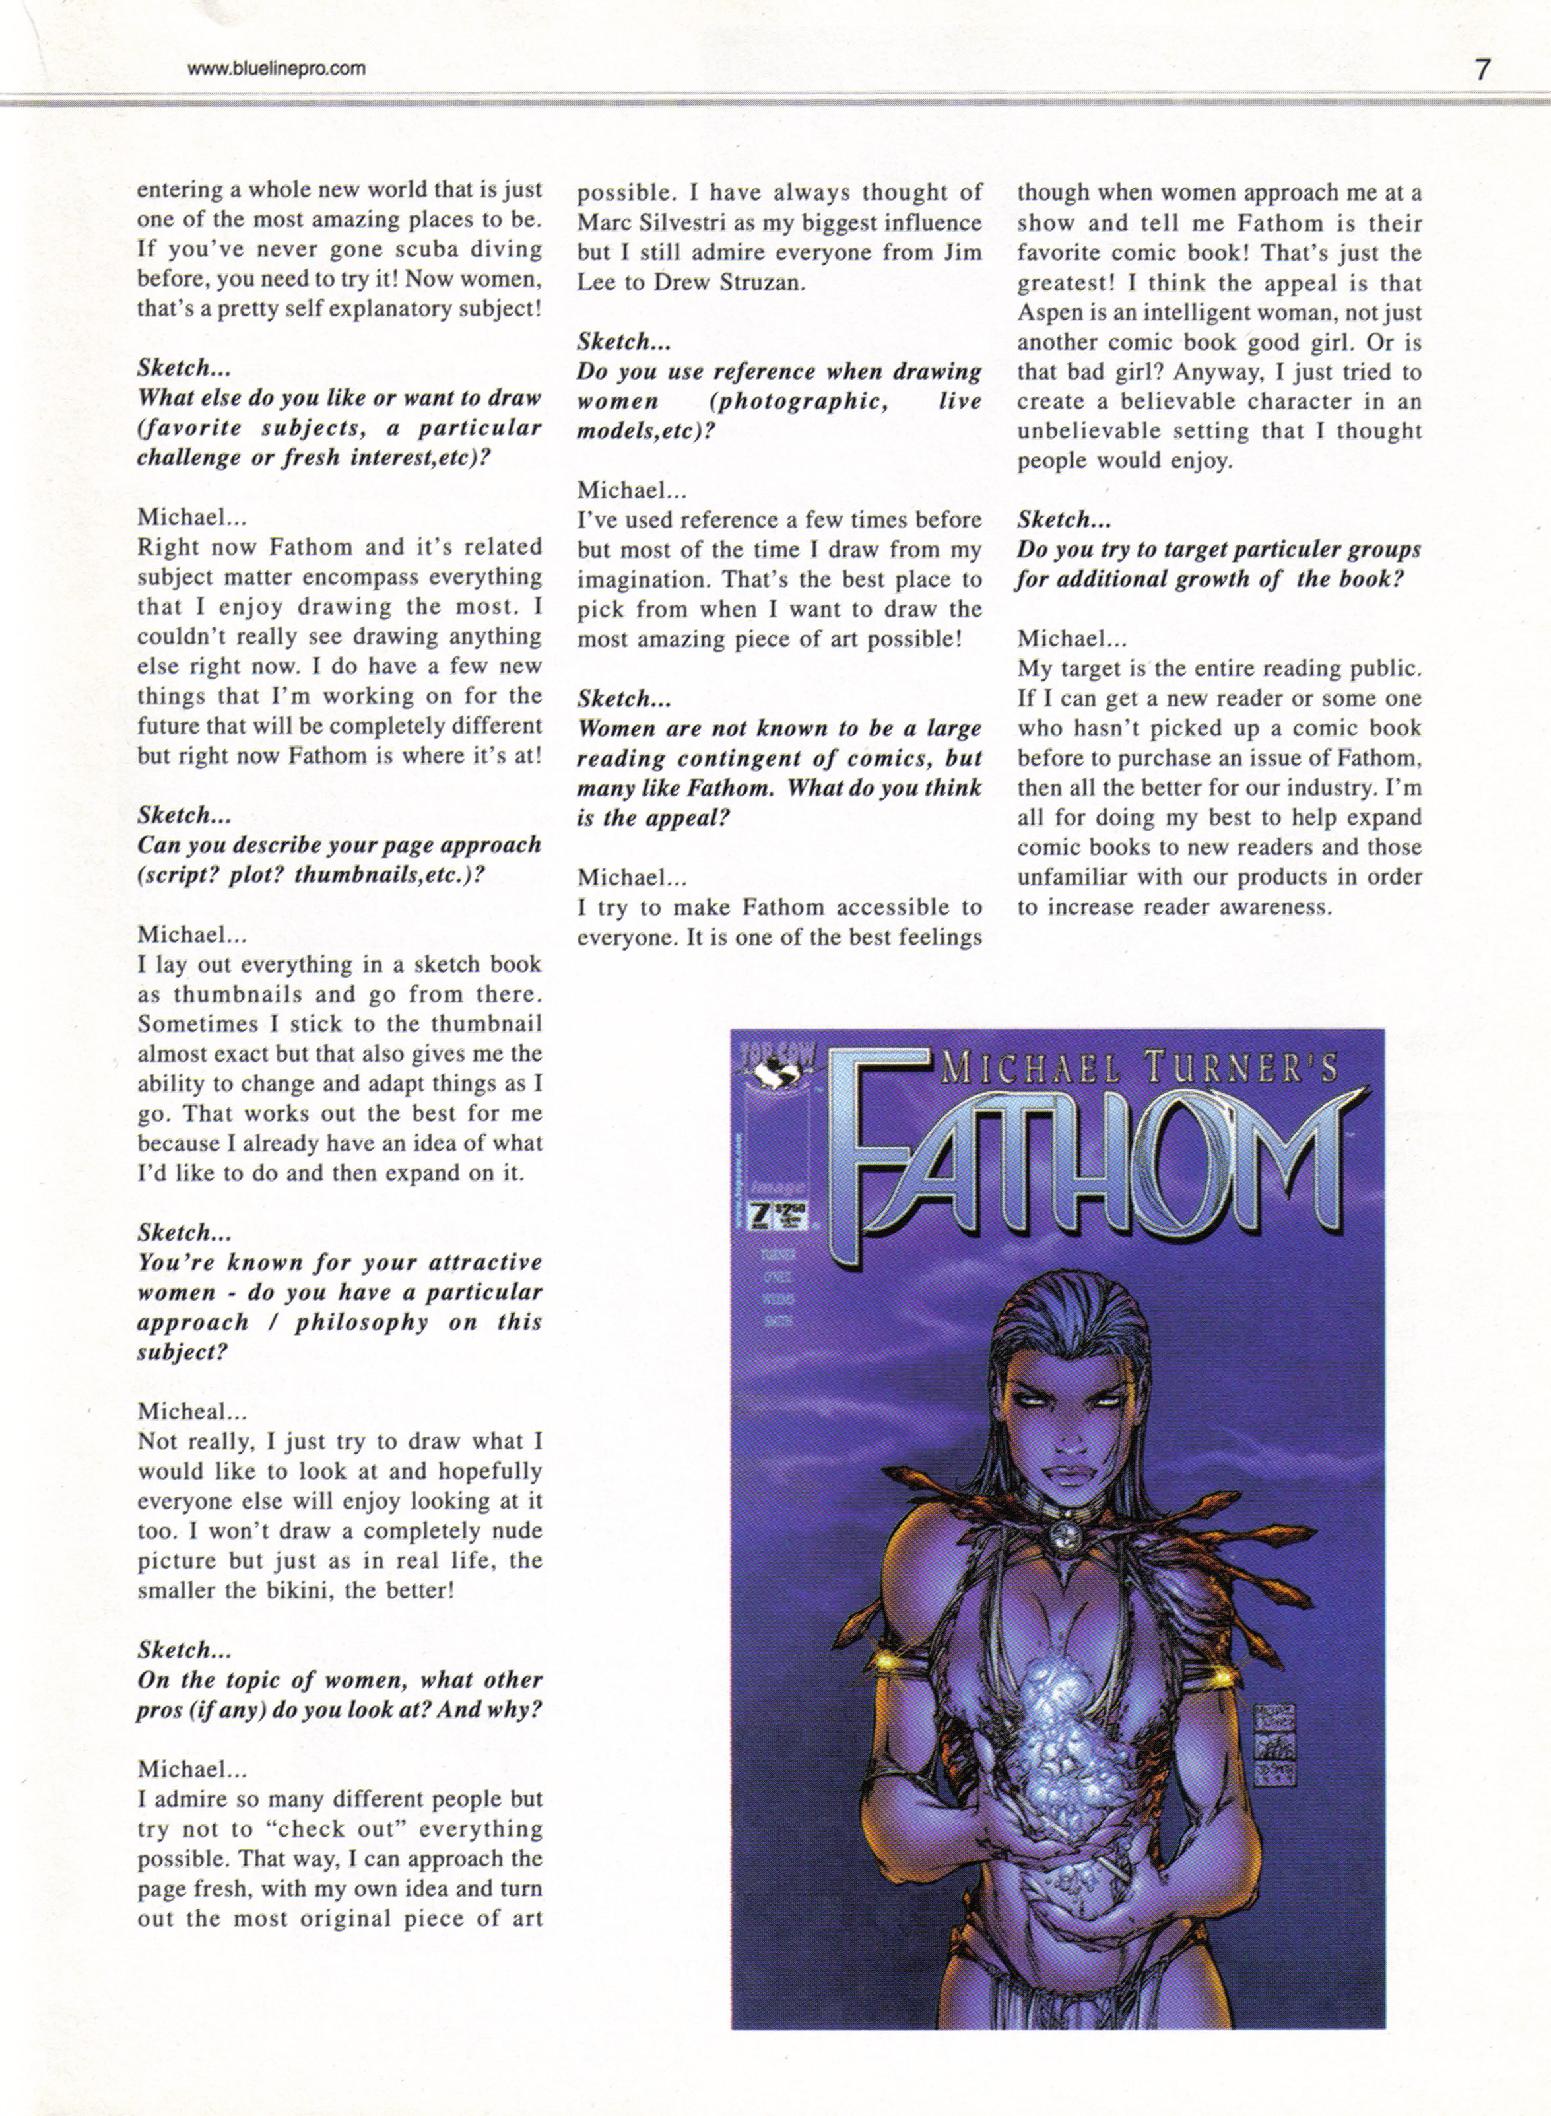 www.bluelinepro.com
7
entering a whole new world that is just
one of the most amazing places to be.
If you've never gone scuba diving
before, you need to try it! Now women,
that's a pretty self explanatory subject!
Sketch...
What else do you like or want to draw
(favorite subjects, a particular
challenge or fresh interest,etc)?
Michael...
Right now Fathom and it's related
subject matter encompass everything
that I enjoy drawing the most. I
couldn't really see drawing anything
else right now. I do have a few new
things that I'm working on for the
future that will be completely different
but right now Fathom is where it's at!
Sketch...
Can you describe your page approach
(script? plot? thumbnails,etc.)?
Michael...
I lay out everything in a sketch book
as thumbnails and go from there.
Sometimes I stick to the thumbnail
almost exact but that also gives me the
ability to change and adapt things as I
go. That works out the best for me
because I already have an idea of what
I'd like to do and then expand on it.
Sketch...
You're known for your attractive
women - do you have a particular
approach / philosophy on this
subject?
Micheal...
Not really, I just try to draw what I
would like to look at and hopefully
everyone else will enjoy looking at it
too. I won't draw a completely nude
picture but just as in real life, the
smaller the bikini, the better!
Sketch...
On the topic of women, what other
pros (if any) do you look at? And why?
Michael...
I admire so many different people but
try not to "check out" everything
possible. That way, I can approach the
page fresh, with my own idea and turn
out the most original piece of art
possible. I have always thought of
Marc Silvestri as my biggest influence
but I still admire everyone from Jim
Lee to Drew Struzan.
Sketch...
Do you use reference when drawing
women (photographic, live
models,etc)?
Michael...
I've used reference a few times before
but most of the time I draw from my
imagination. That's the best place to
pick from when I want to draw the
most amazing piece of art possible!
Sketch...
Women are not known to be a large
reading contingent of comics, but
many like Fathom. What do you think
is the appeal?
Michael...
I try to make Fathom accessible to
everyone. It is one of the best feelings
though when women approach me at a
show and tell me Fathom is their
favorite comic book! That's just the
greatest! I think the appeal is that
Aspen is an intelligent woman, not just
another comic book good girl. Or is
that bad girl? Anyway, I just tried to
create a believable character in an
unbelievable setting that I thought
people would enjoy.
Sketch...
Do you try to target particuler groups
for additional growth of the book?
Michael...
My target is the entire reading public.
If I can get a new reader or some one
who hasn't picked up a comic book
before to purchase an issue of Fathom,
then all the better for our industry. I'm
all for doing my best to help expand
comic books to new readers and those
unfamiliar with our products in order
to increase reader awareness.
TOP COW
MICHAEL TURNER'S
FATHOM
www.topcow.com
image
7 $2.50
TURNER
O'NEIL
WEEMS
SMITH